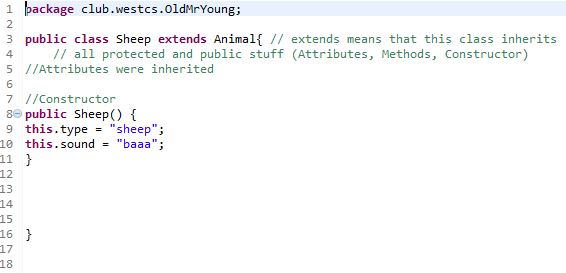 1 package club.westcs.OldMrYoung;
2
3 public class Sheep extends Animal{ // extends means that this class inherits
4     // all protected and public stuff (Attributes, Methods, Constructor)
5 //Attributes were inherited
6
7 //Constructor
8 public Sheep() {
9 this.type = "sheep";
10 this.sound = "baaa";
11 }
12
13
14
15
16 }
17
18